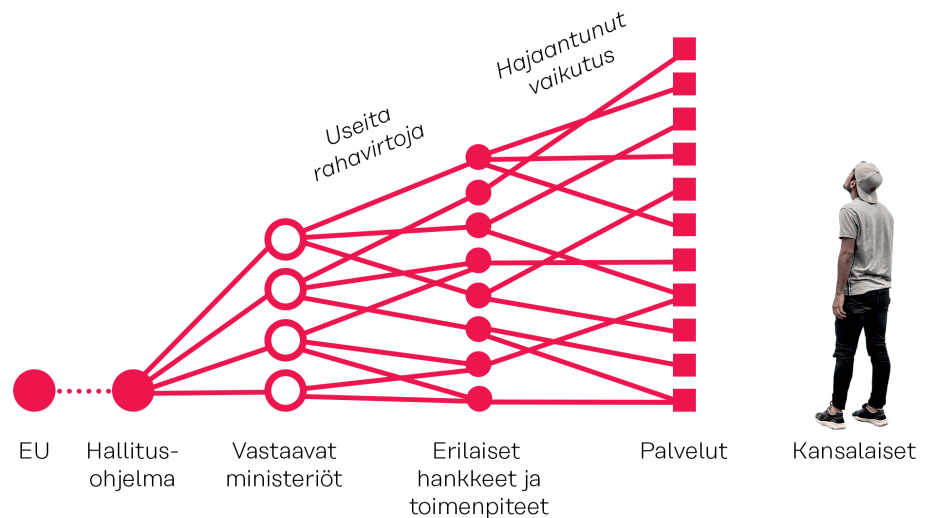 Hajaantunut
vaikutus
Useita
rahavirtoja
EU
Hallitus-
ohjelma
Vastaavat
ministeriöt
Erilaiset
hankkeet ja
toimenpiteet
Palvelut
Kansalaiset